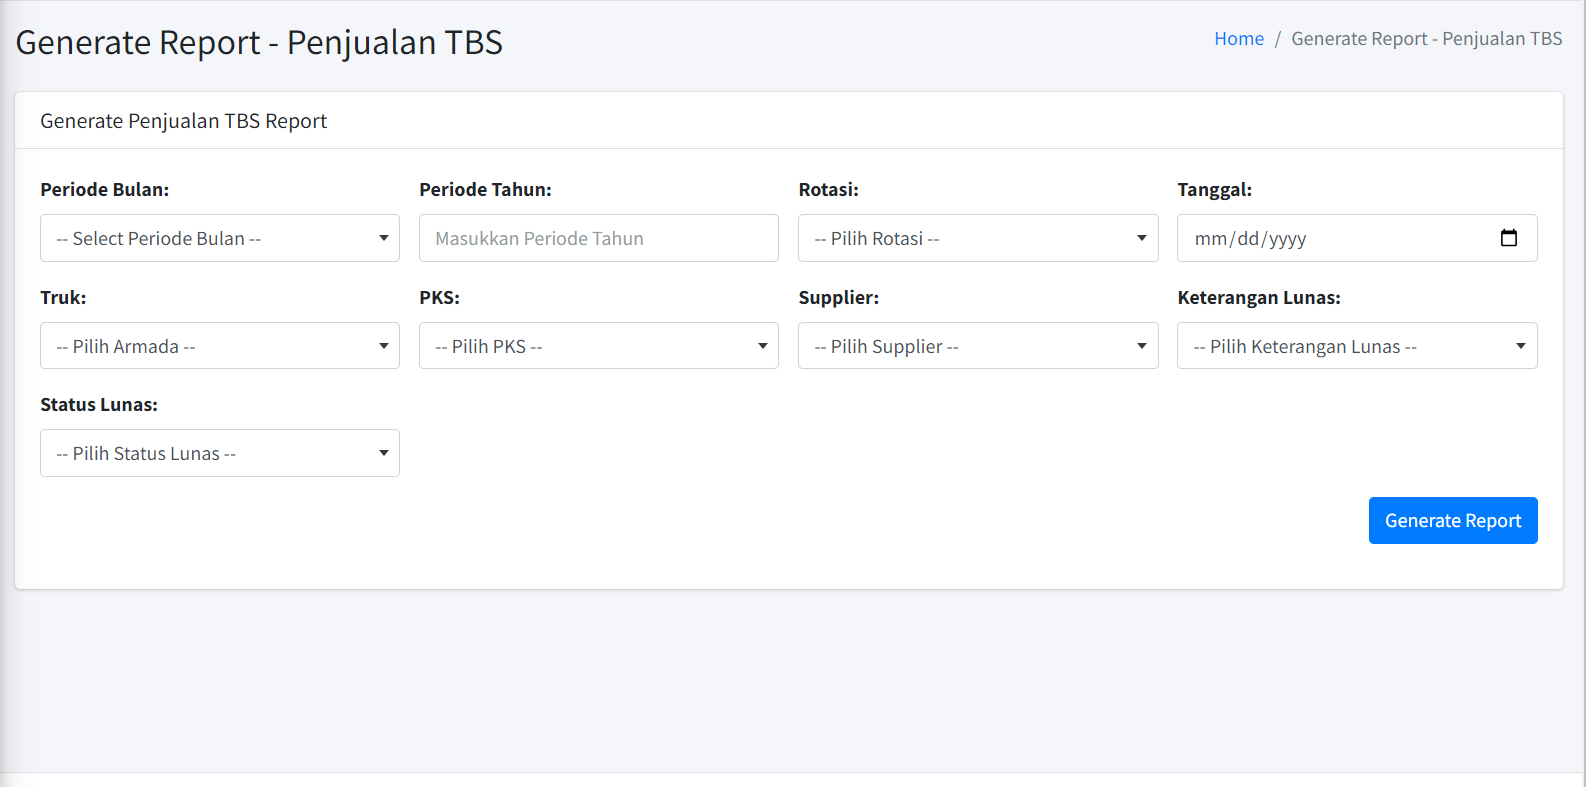 Generate Report - Penjualan TBS
Home / Generate Report - Penjualan TBS
Generate Penjualan TBS Report
Periode Bulan:
-- Select Periode Bulan --
Periode Tahun:
Masukkan Periode Tahun
Rotasi:
-- Pilih Rotasi --
Tanggal:
mm/dd/yyyy
Truk:
-- Pilih Armada --
PKS:
-- Pilih PKS --
Supplier:
-- Pilih Supplier --
Keterangan Lunas:
-- Pilih Keterangan Lunas --
Status Lunas:
-- Pilih Status Lunas --
Generate Report